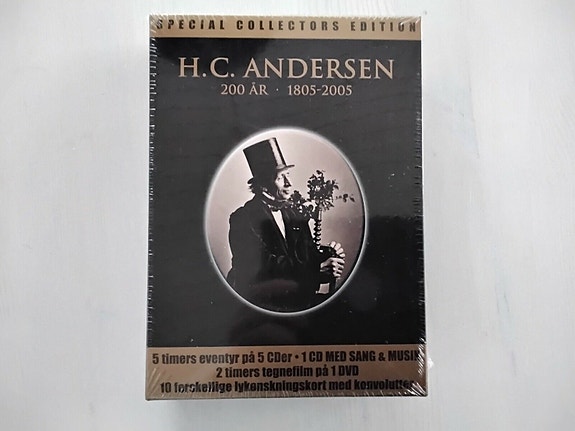 SPECIAL COLLECTORS EDITION
H.C. ANDERSEN
200 ÅR · 1805-2005
5 timers eventyr på 5 CDer • 1 CD MED SANG & MUSIK
2 timers tegnefilm på 1 DVD
10 forskellige lykønskningskort med konvolutter